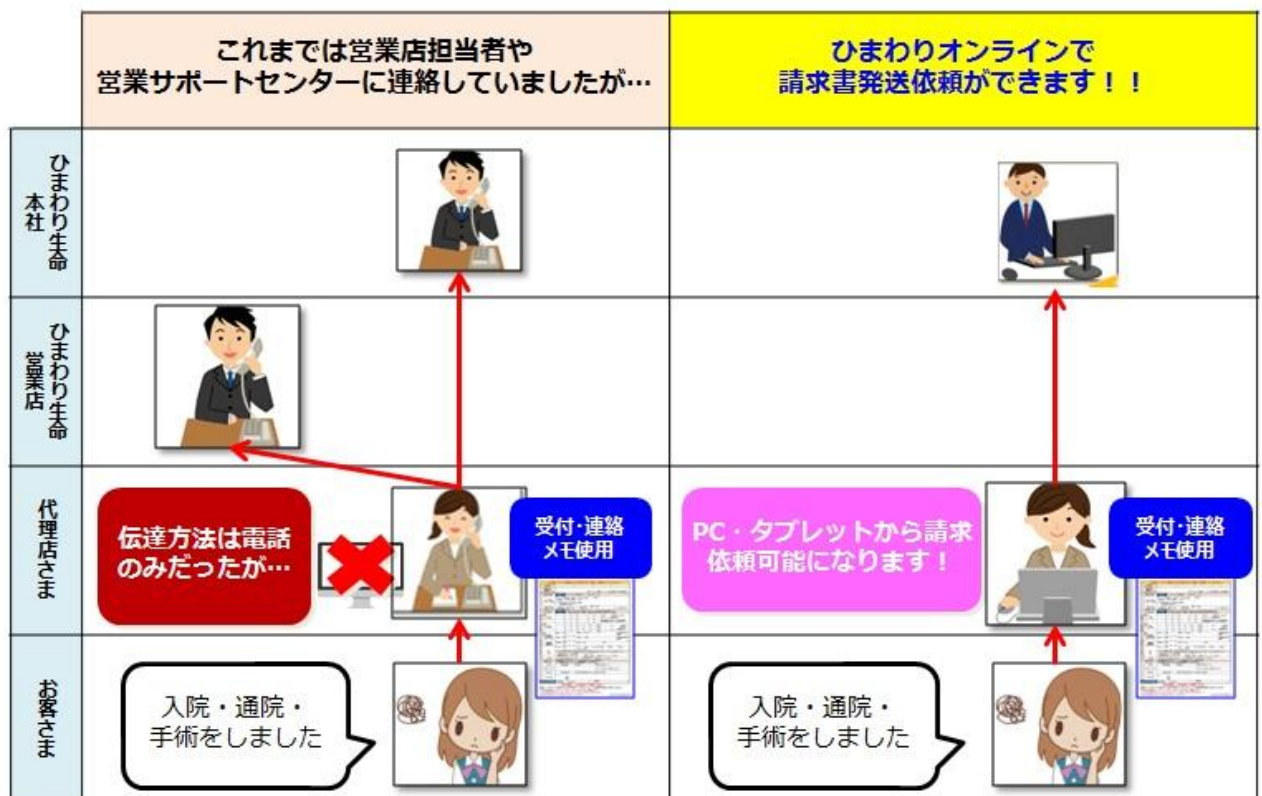 これまでは営業店担当者や
営業サポートセンターに連絡していましたが…
ひまわりオンラインで
請求書発送依頼ができます！！
ひまわり生命
本社
ひまわり生命
営業店
代理店さま
伝達方法は電話
のみだったが…
受付･連絡
メモ使用
PC・タブレットから請求
依頼可能になります！
受付･連絡
メモ使用
お客さま
入院・通院・
手術をしました
入院・通院・
手術をしました